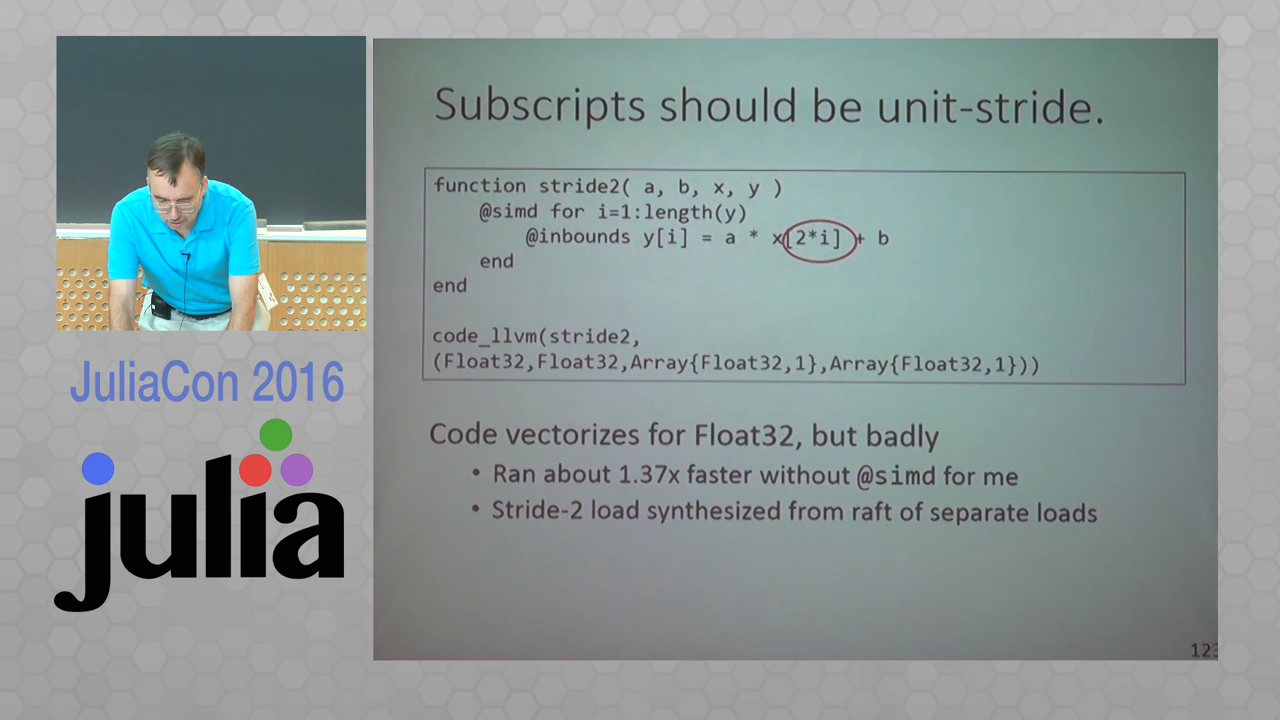 Subscripts should be unit-stride.
function stride2( a, b, x, y )
@simd for i=1:length(y)
@inbounds y[i] = a * x[2*i] + b
end
end
code_llvm(stride2,
(Float32,Float32,Array{Float32,1},Array{Float32,1}))
Code vectorizes for Float32, but badly
• Ran about 1.37x faster without @simd for me
• Stride-2 load synthesized from raft of separate loads
123
JuliaCon 2016
julia